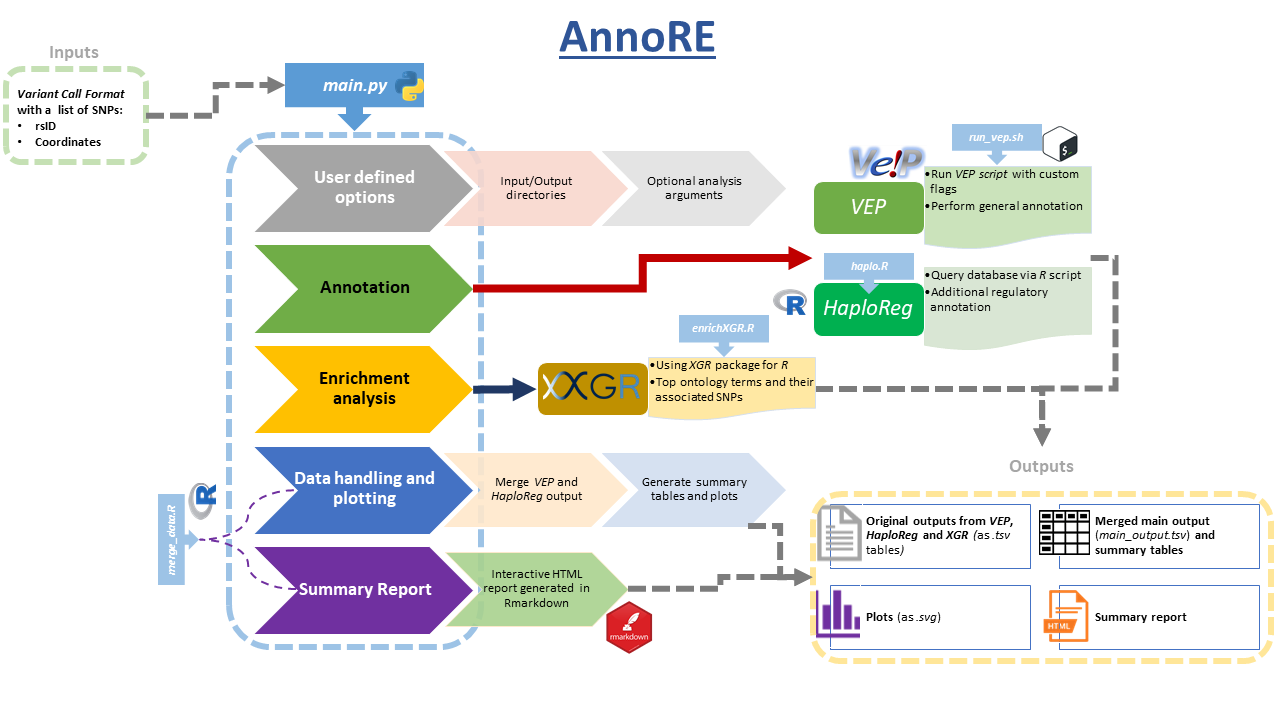 AnnoRE
Inputs
Variant Call Format
with a list of SNPs:
• rsID
• Coordinates
main.py
User defined
options
Input/Output
directories
Optional analysis
arguments
Ve!P
VEP
run_vep.sh
$_
•Run VEP script with custom
flags
•Perform general annotation
Annotation
haplo.R
R
HaploReg
•Query database via R script
•Additional regulatory
annotation
Enrichment
analysis
enrichXGR.R
XXGR
•Using XGR package for R
•Top ontology terms and their
associated SNPs
Data handling and
plotting
Merge VEP and
HaploReg output
Generate summary
tables and plots
merge_data.R
R
Summary Report
Interactive HTML
report generated in
Rmarkdown
rmarkdown
Outputs
Original outputs from VEP,
HaploReg and XGR (as .tsv
tables)
Merged main output
(main_output.tsv) and
summary tables
Plots (as .svg)
HTML
Summary report